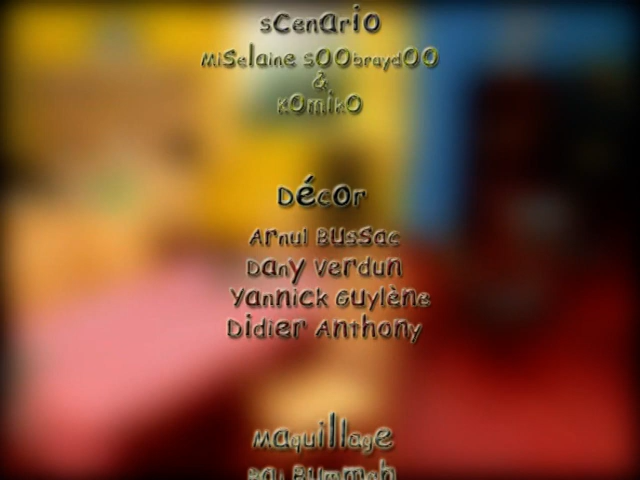 scenario
Miselaine soobraydoo
&
Komiko
Décor
Arnul Bussac
Dany Verdun
Yannick Guylène
Didier Anthony
Maquillage